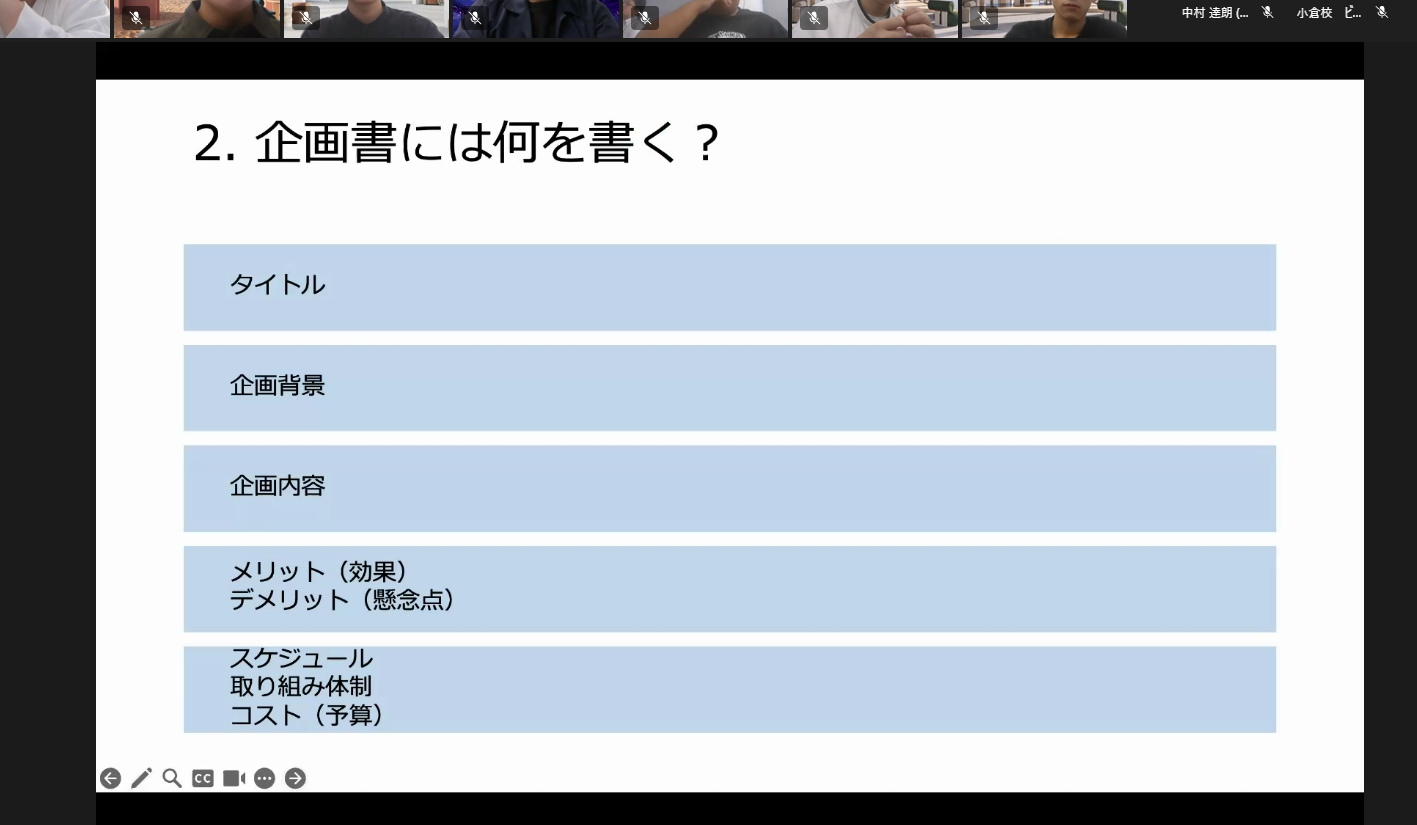 中村 達朗 (...
小倉校 ビ...
2. 企画書には何を書く？
タイトル
企画背景
企画内容
メリット（効果）
デメリット（懸念点）
スケジュール
取り組み体制
コスト（予算）
CC